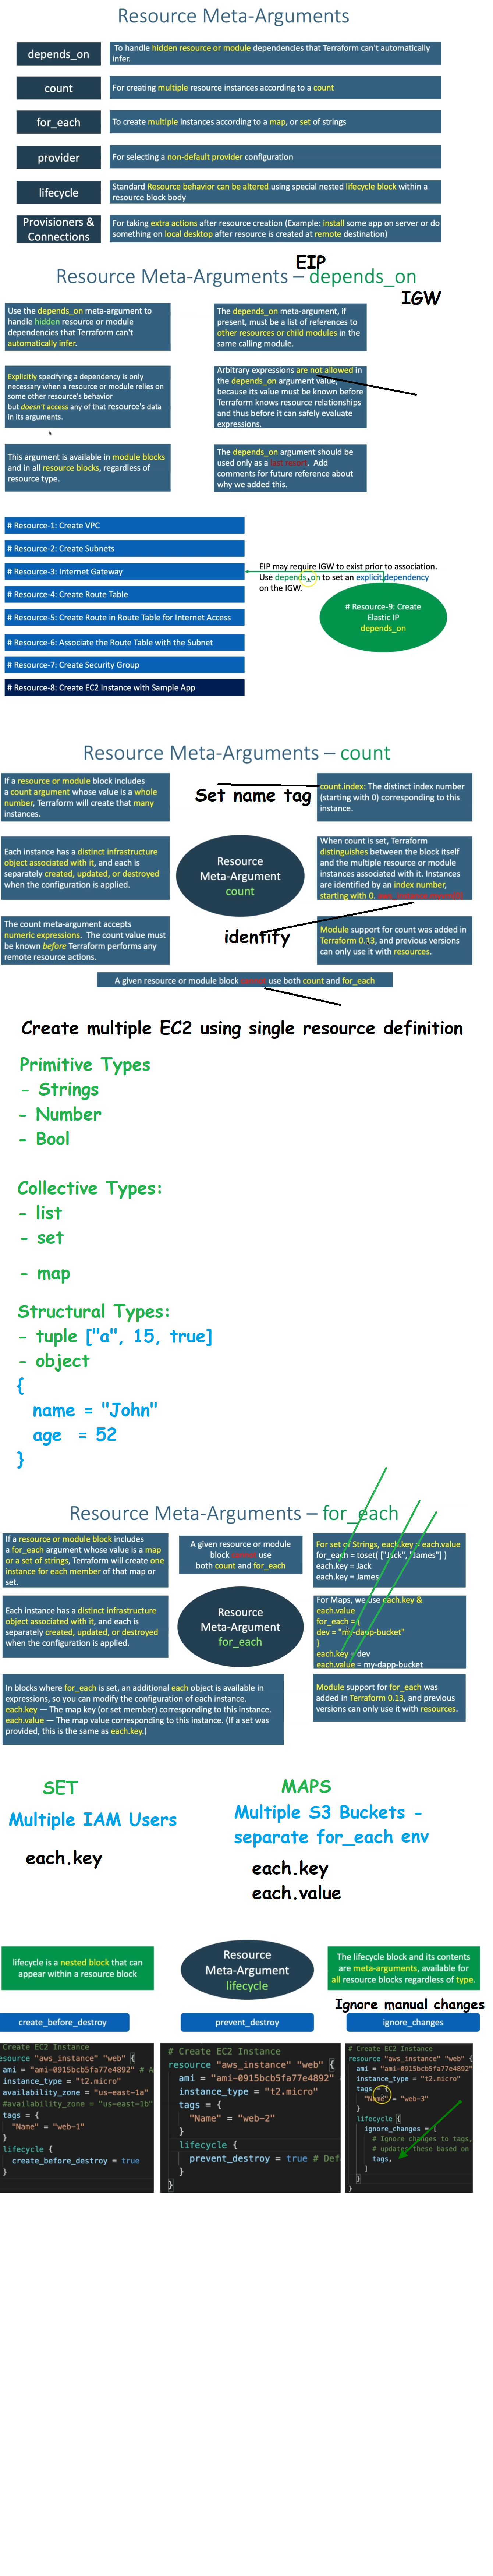 Resource Meta-Arguments
depends_on
To handle hidden resource or module dependencies that Terraform can't automatically
infer.
count
For creating multiple resource instances according to a count
for_each
To create multiple instances according to a map, or set of strings
provider
For selecting a non-default provider configuration
lifecycle
Standard Resource behavior can be altered using special nested lifecycle block within a
resource block body
Provisioners &
Connections
For taking extra actions after resource creation (Example: install some app on server or do
something on local desktop after resource is created at remote destination)
EIP
Resource Meta-Arguments – depends_on
IGW
Use the depends_on meta-argument to
handle hidden resource or module
dependencies that Terraform can't
automatically infer.
The depends_on meta-argument, if
present, must be a list of references to
other resources or child modules in
the same calling module.
Explicitly specifying a dependency is only
necessary when a resource or module relies on
some other resource's behavior
but doesn't access any of that resource's data
in its arguments.
Arbitrary expressions are not allowed in
the depends_on argument value,
because its value must be known before
Terraform knows resource relationships
and thus before it can safely evaluate
expressions.
This argument is available in module blocks
and in all resource blocks, regardless of
resource type.
The depends_on argument should be
used only as a last resort. Add
comments for future reference about
why we added this.
# Resource-1: Create VPC
# Resource-2: Create Subnets
# Resource-3: Internet Gateway
# Resource-4: Create Route Table
# Resource-5: Create Route in Route Table for Internet Access
# Resource-6: Associate the Route Table with the Subnet
# Resource-7: Create Security Group
# Resource-8: Create EC2 Instance with Sample App
EIP may require IGW to exist prior to association.
Use depends_on to set an explicit dependency
on the IGW.
# Resource-9: Create
Elastic IP
depends_on
Resource Meta-Arguments – count
If a resource or module block includes
a count argument whose value is a whole
number, Terraform will create that many
instances.
Set name tag
count.index: The distinct index number
(starting with 0) corresponding to this
instance.
Each instance has a distinct infrastructure
object associated with it, and each is
separately created, updated, or destroyed
when the configuration is applied.
Resource
Meta-Argument
count
When count is set, Terraform
distinguishes between the block itself
and the multiple resource or module
instances associated with it. Instances
are identified by an index number,
starting with 0.
The count meta-argument accepts
numeric expressions. The count value must
be known before Terraform performs any
remote resource actions.
identify
Module support for count was added in
Terraform 0.13, and previous versions
can only use it with resources.
A given resource or module block cannot use both count and for_each
Create multiple EC2 using single resource definition
Primitive Types
- Strings
- Number
- Bool
Collective Types:
- list
- set
- map
Structural Types:
- tuple ["a", 15, true]
- object
{
name = "John"
age = 52
}
Resource Meta-Arguments – for_each
If a resource or module block includes
a for_each argument whose value is a map
or a set of strings, Terraform will create one
instance for each member of that map or
set.
A given resource or module
block cannot use
both count and for_each
For set of Strings, each.key = each.value
for_each = toset( ["Jack", "James"] )
each.key = Jack
each.key = James
Each instance has a distinct infrastructure
object associated with it, and each is
separately created, updated, or destroyed
when the configuration is applied.
Resource
Meta-Argument
for_each
For Maps, we use each.key &
each.value
for_each = {
dev = "my-dapp-bucket"
}
each.key = dev
each.value = my-dapp-bucket
In blocks where for_each is set, an additional each object is available in
expressions, so you can modify the configuration of each instance.
each.key — The map key (or set member) corresponding to this instance.
each.value — The map value corresponding to this instance. (If a set was
provided, this is the same as each.key.)
Module support for for_each was
added in Terraform 0.13, and previous
versions can only use it with resources.
SET
Multiple IAM Users
each.key
MAPS
Multiple S3 Buckets -
separate for_each env
each.key
each.value
lifecycle is a nested block that can
appear within a resource block
Resource
Meta-Argument
lifecycle
The lifecycle block and its contents
are meta-arguments, available for
all resource blocks regardless of type.
Ignore manual changes
create_before_destroy
prevent_destroy
ignore_changes
Create EC2 Instance
esource "aws_instance" "web" {
ami = "ami-0915bcb5fa77e4892" # A
instance_type = "t2.micro"
availability_zone = "us-east-1a"
#availability_zone = "us-east-1b"
tags = {
"Name" = "web-1"
}
lifecycle {
create_before_destroy = true
}
# Create EC2 Instance
resource "aws_instance" "web" {
ami = "ami-0915bcb5fa77e4892"
instance_type = "t2.micro"
tags = {
"Name" = "web-2"
}
lifecycle {
prevent_destroy = true # Def
}
}
# Create EC2 Instance
resource "aws_instance" "web" {
ami = "ami-0915bcb5fa77e4892"
instance_type = "t2.micro"
tags = {
"Name" = "web-3"
}
lifecycle {
ignore_changes = [
# Ignore changes to tags,
# updates these based on
tags,
]
}
}